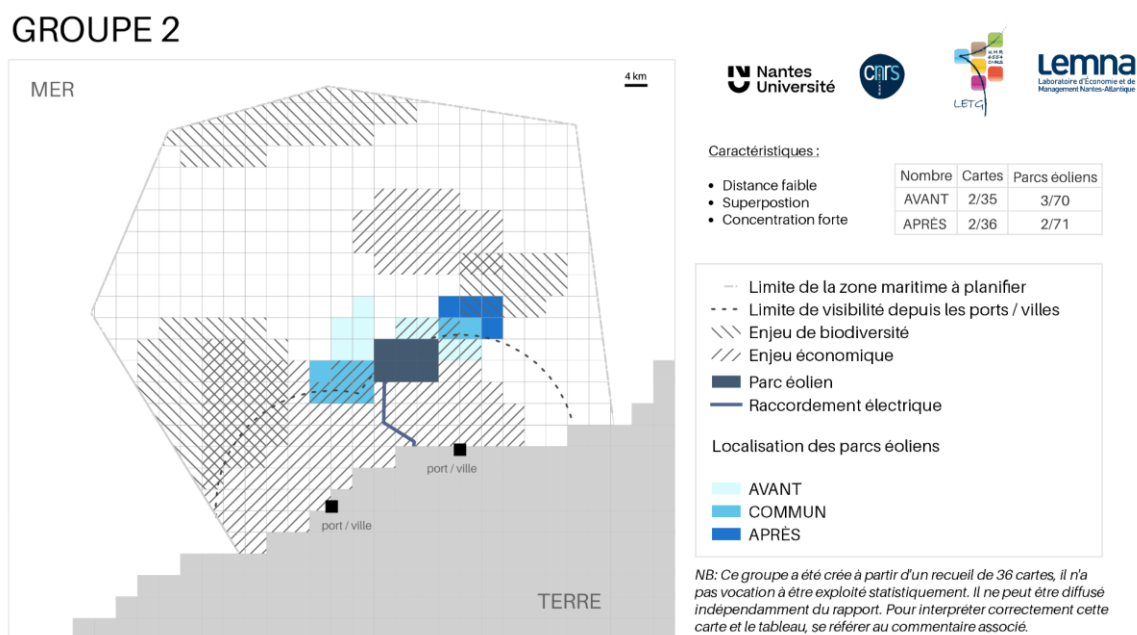 GROUPE 2
MER
4 km
port / ville
port / ville
TERRE
Nantes
Université
cnrs
LETG
Lemna
Laboratoire d'Économie et de
Management Nantes-Atlantique
Caractéristiques :
• Distance faible
• Superpostion
• Concentration forte
Nombre Cartes Parcs éoliens
AVANT 2/35 3/70
APRÈS 2/36 2/71
Limite de la zone maritime à planifier
Limite de visibilité depuis les ports / villes
Enjeu de biodiversité
Enjeu économique
Parc éolien
Raccordement électrique
Localisation des parcs éoliens
AVANT
COMMUN
APRÈS
NB: Ce groupe a été crée à partir d'un recueil de 36 cartes, il n'a
pas vocation à être exploité statistiquement. Il ne peut être diffusé
indépendamment du rapport. Pour interpréter correctement cette
carte et le tableau, se référer au commentaire associé.